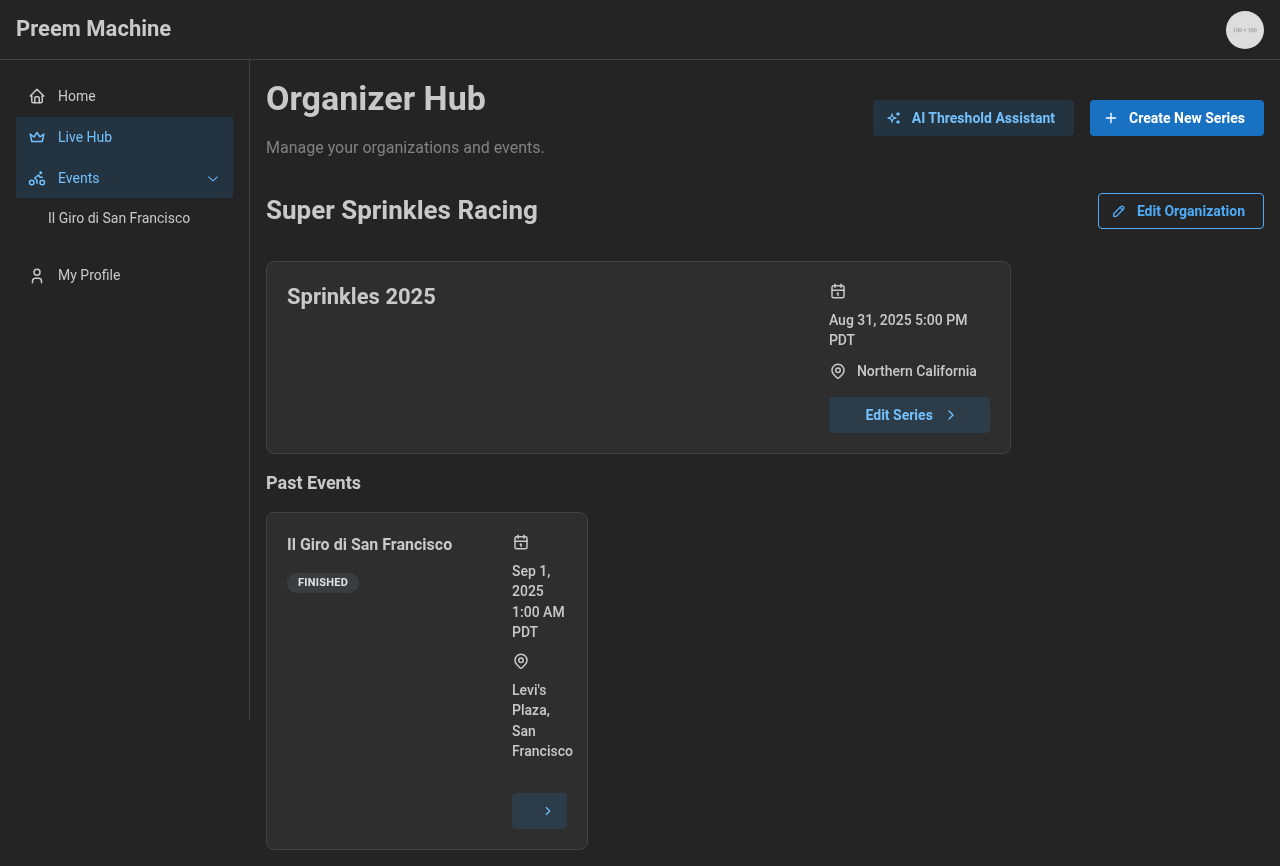 Preem Machine
100 × 100
Home
Live Hub
Events
Il Giro di San Francisco
My Profile
Organizer Hub
Manage your organizations and events.
AI Threshold Assistant
Create New Series
Super Sprinkles Racing
Edit Organization
Sprinkles 2025
Aug 31, 2025 5:00 PM
PDT
Northern California
Edit Series
Past Events
Il Giro di San Francisco
FINISHED
Sep 1,
2025
1:00 AM
PDT
Levi's
Plaza,
San
Francisco